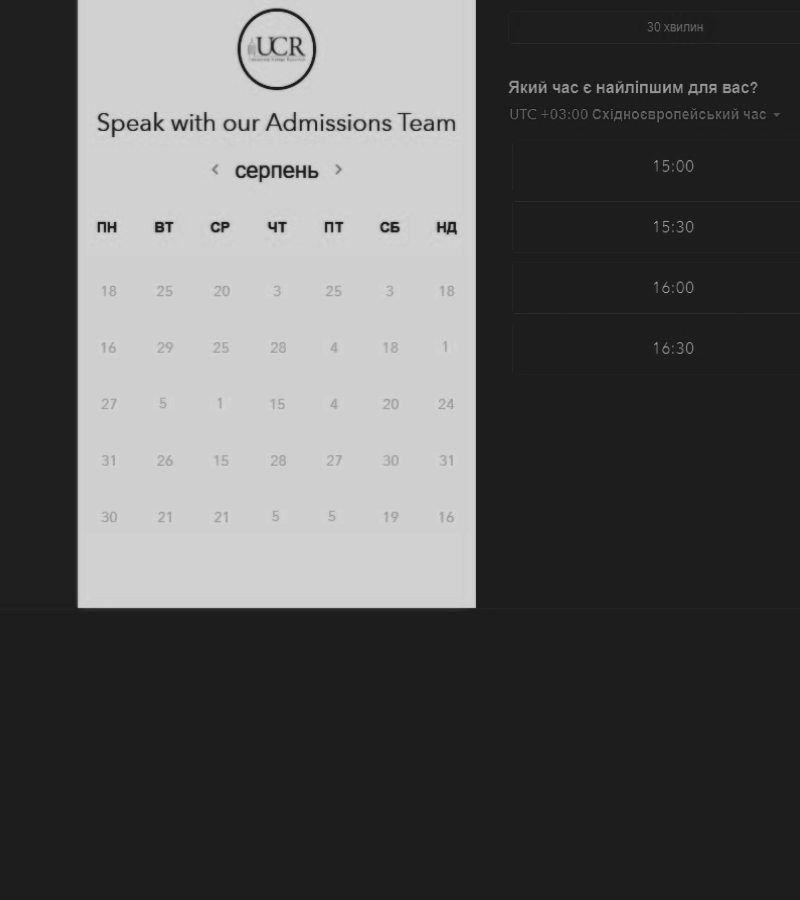 UCR
Speak with our Admissions Team
< серпень >
ПН ВТ СР ЧТ ПТ СБ НД
18 25 20 3 25 3 18
16 29 25 28 4 18 1
27 5 1 15 4 20 24
31 26 15 28 27 30 31
30 21 21 5 5 19 16
30 хвилин
Який час є найліпшим для вас?
UTC +03:00 Східноєвропейський час
15:00
15:30
16:00
16:30